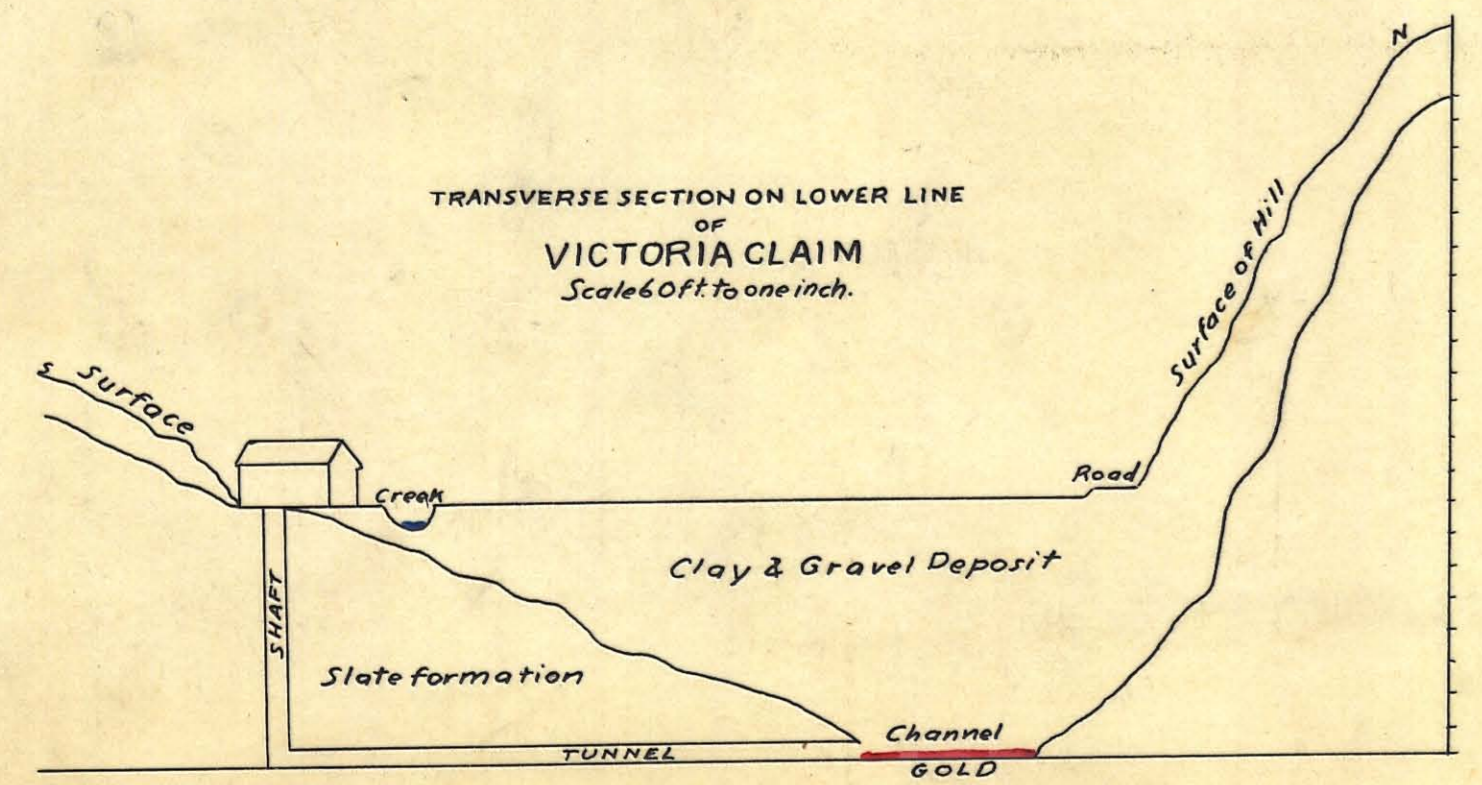 N
TRANSVERSE SECTION ON LOWER LINE
OF
VICTORIA CLAIM
Scale 60 ft. to one inch.
Surface of Hill
S
Surface
Road
Creek
Clay & Gravel Deposit
SHAFT
Slate formation
Channel
TUNNEL
GOLD